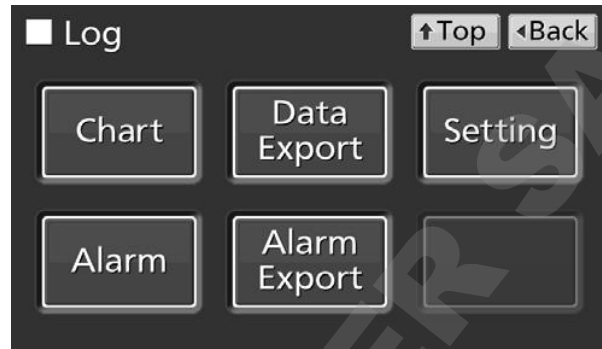 Log
↑Top
◂Back
Chart
Data
Export
Setting
Alarm
Alarm
Export